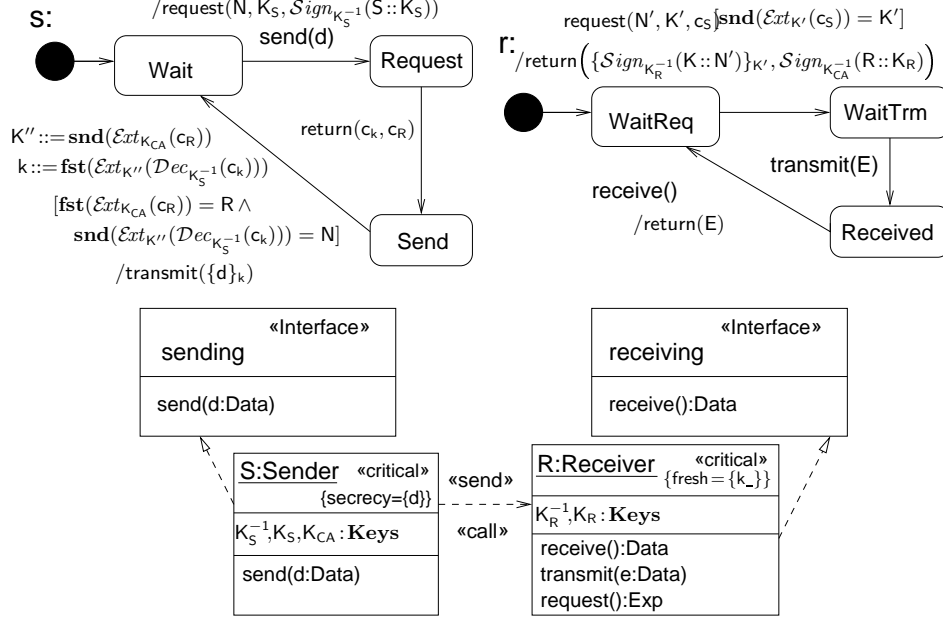 s:
/request(N, K_S, Sign_{K_S^{-1}}(S::K_S))
send(d)
Wait
Request
return(c_k, c_R)
Send
K''::=snd(Ext_{K_CA}(c_R))
k::=fst(Ext_{K''}(Dec_{K_S^{-1}}(c_k)))
[fst(Ext_{K_CA}(c_R)) = R ∧
snd(Ext_{K''}(Dec_{K_S^{-1}}(c_k))) = N]
/transmit({d}_k)
r:
request(N', K', c_S)[snd(Ext_{K'}(c_S)) = K']
/return({Sign_{K_R^{-1}}(K::N')}_{K'}, Sign_{K_CA^{-1}}(R::K_R))
WaitReq
WaitTrm
transmit(E)
receive()
/return(E)
Received
«Interface»
sending
send(d:Data)
«Interface»
receiving
receive():Data
S:Sender «critical»
{secrecy={d}}
K_S^{-1},K_S,K_CA:Keys
send(d:Data)
«send»
«call»
R:Receiver «critical»
{fresh={k_}}
K_R^{-1},K_R:Keys
receive():Data
transmit(e:Data)
request():Exp